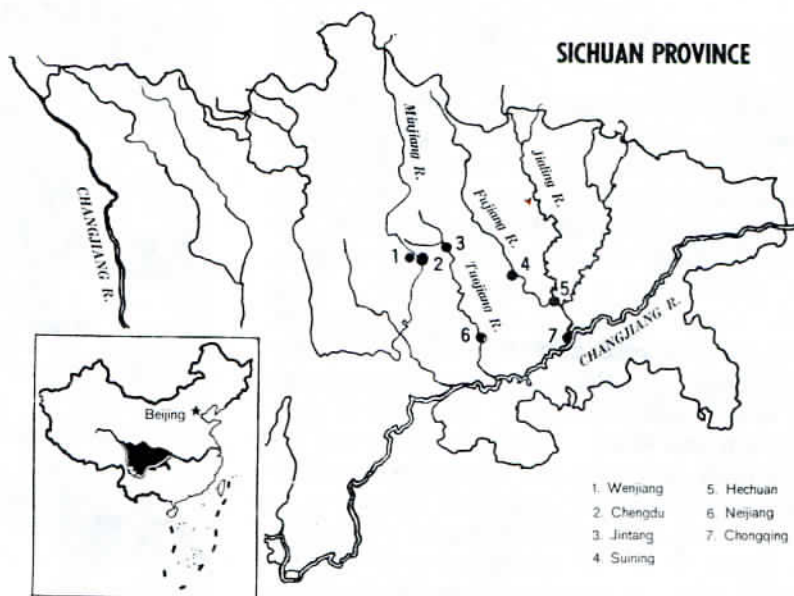 SICHUAN PROVINCE
Minjiang R.
Jialing R.
Fujiang R.
CHANGJIANG R.
Tuojiang R.
1
2
3
4
5
6
7
CHANGJIANG R.
Beijing
1. Wenjiang
2. Chengdu
3. Jintang
4. Suining
5. Hechuan
6. Neijiang
7. Chongqing